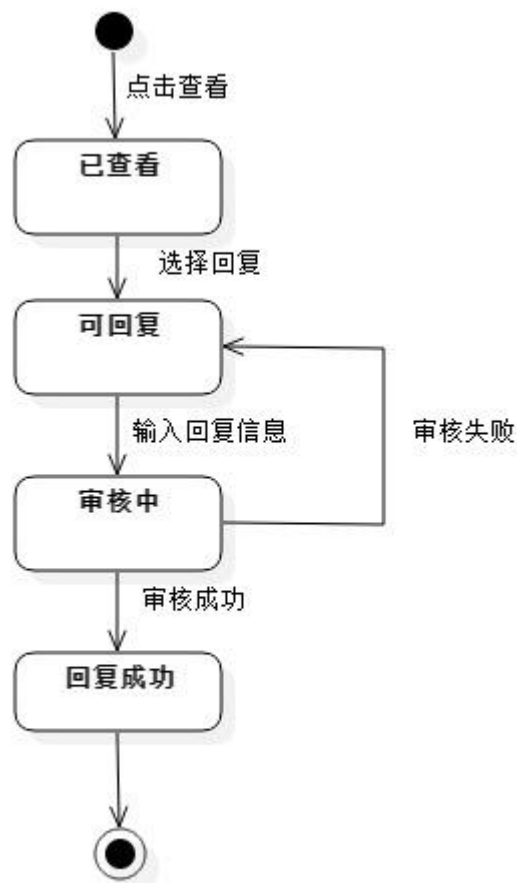 点击查看
已查看
选择回复
可回复
输入回复信息
审核失败
审核中
审核成功
回复成功